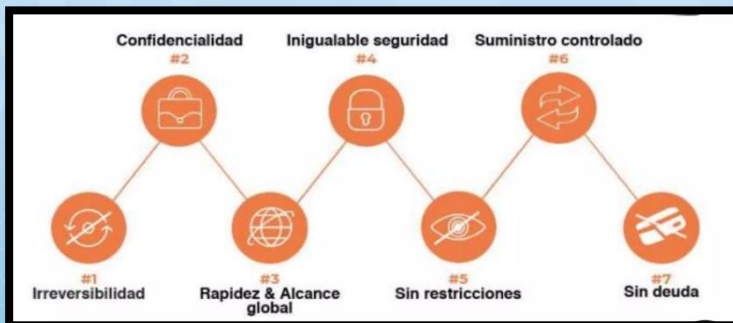 Confidencialidad
#2
Inigualable seguridad
#4
Suministro controlado
#6
#1
Irreversibilidad
#3
Rapidez & Alcance
global
#5
Sin restricciones
#7
Sin deuda